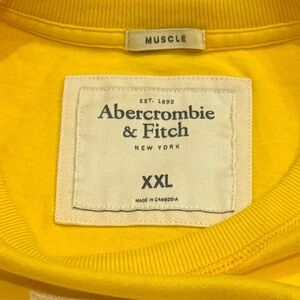 MUSCLE
EST. 1892
Abercrombie
& Fitch
NEW YORK
XXL
MADE IN CAMBODIA